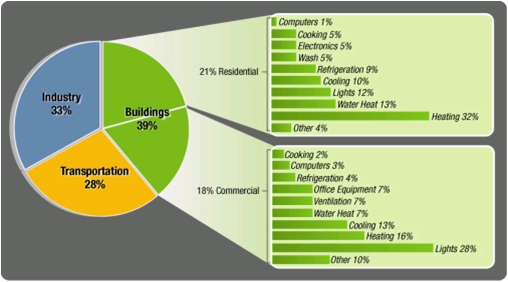 Industry
33%
Buildings
39%
Transportation
28%
21% Residential
Computers 1%
Cooking 5%
Electronics 5%
Wash 5%
Refrigeration 9%
Cooling 10%
Lights 12%
Water Heat 13%
Heating 32%
Other 4%
18% Commercial
Cooking 2%
Computers 3%
Refrigeration 4%
Office Equipment 7%
Ventilation 7%
Water Heat 7%
Cooling 13%
Heating 16%
Lights 28%
Other 10%